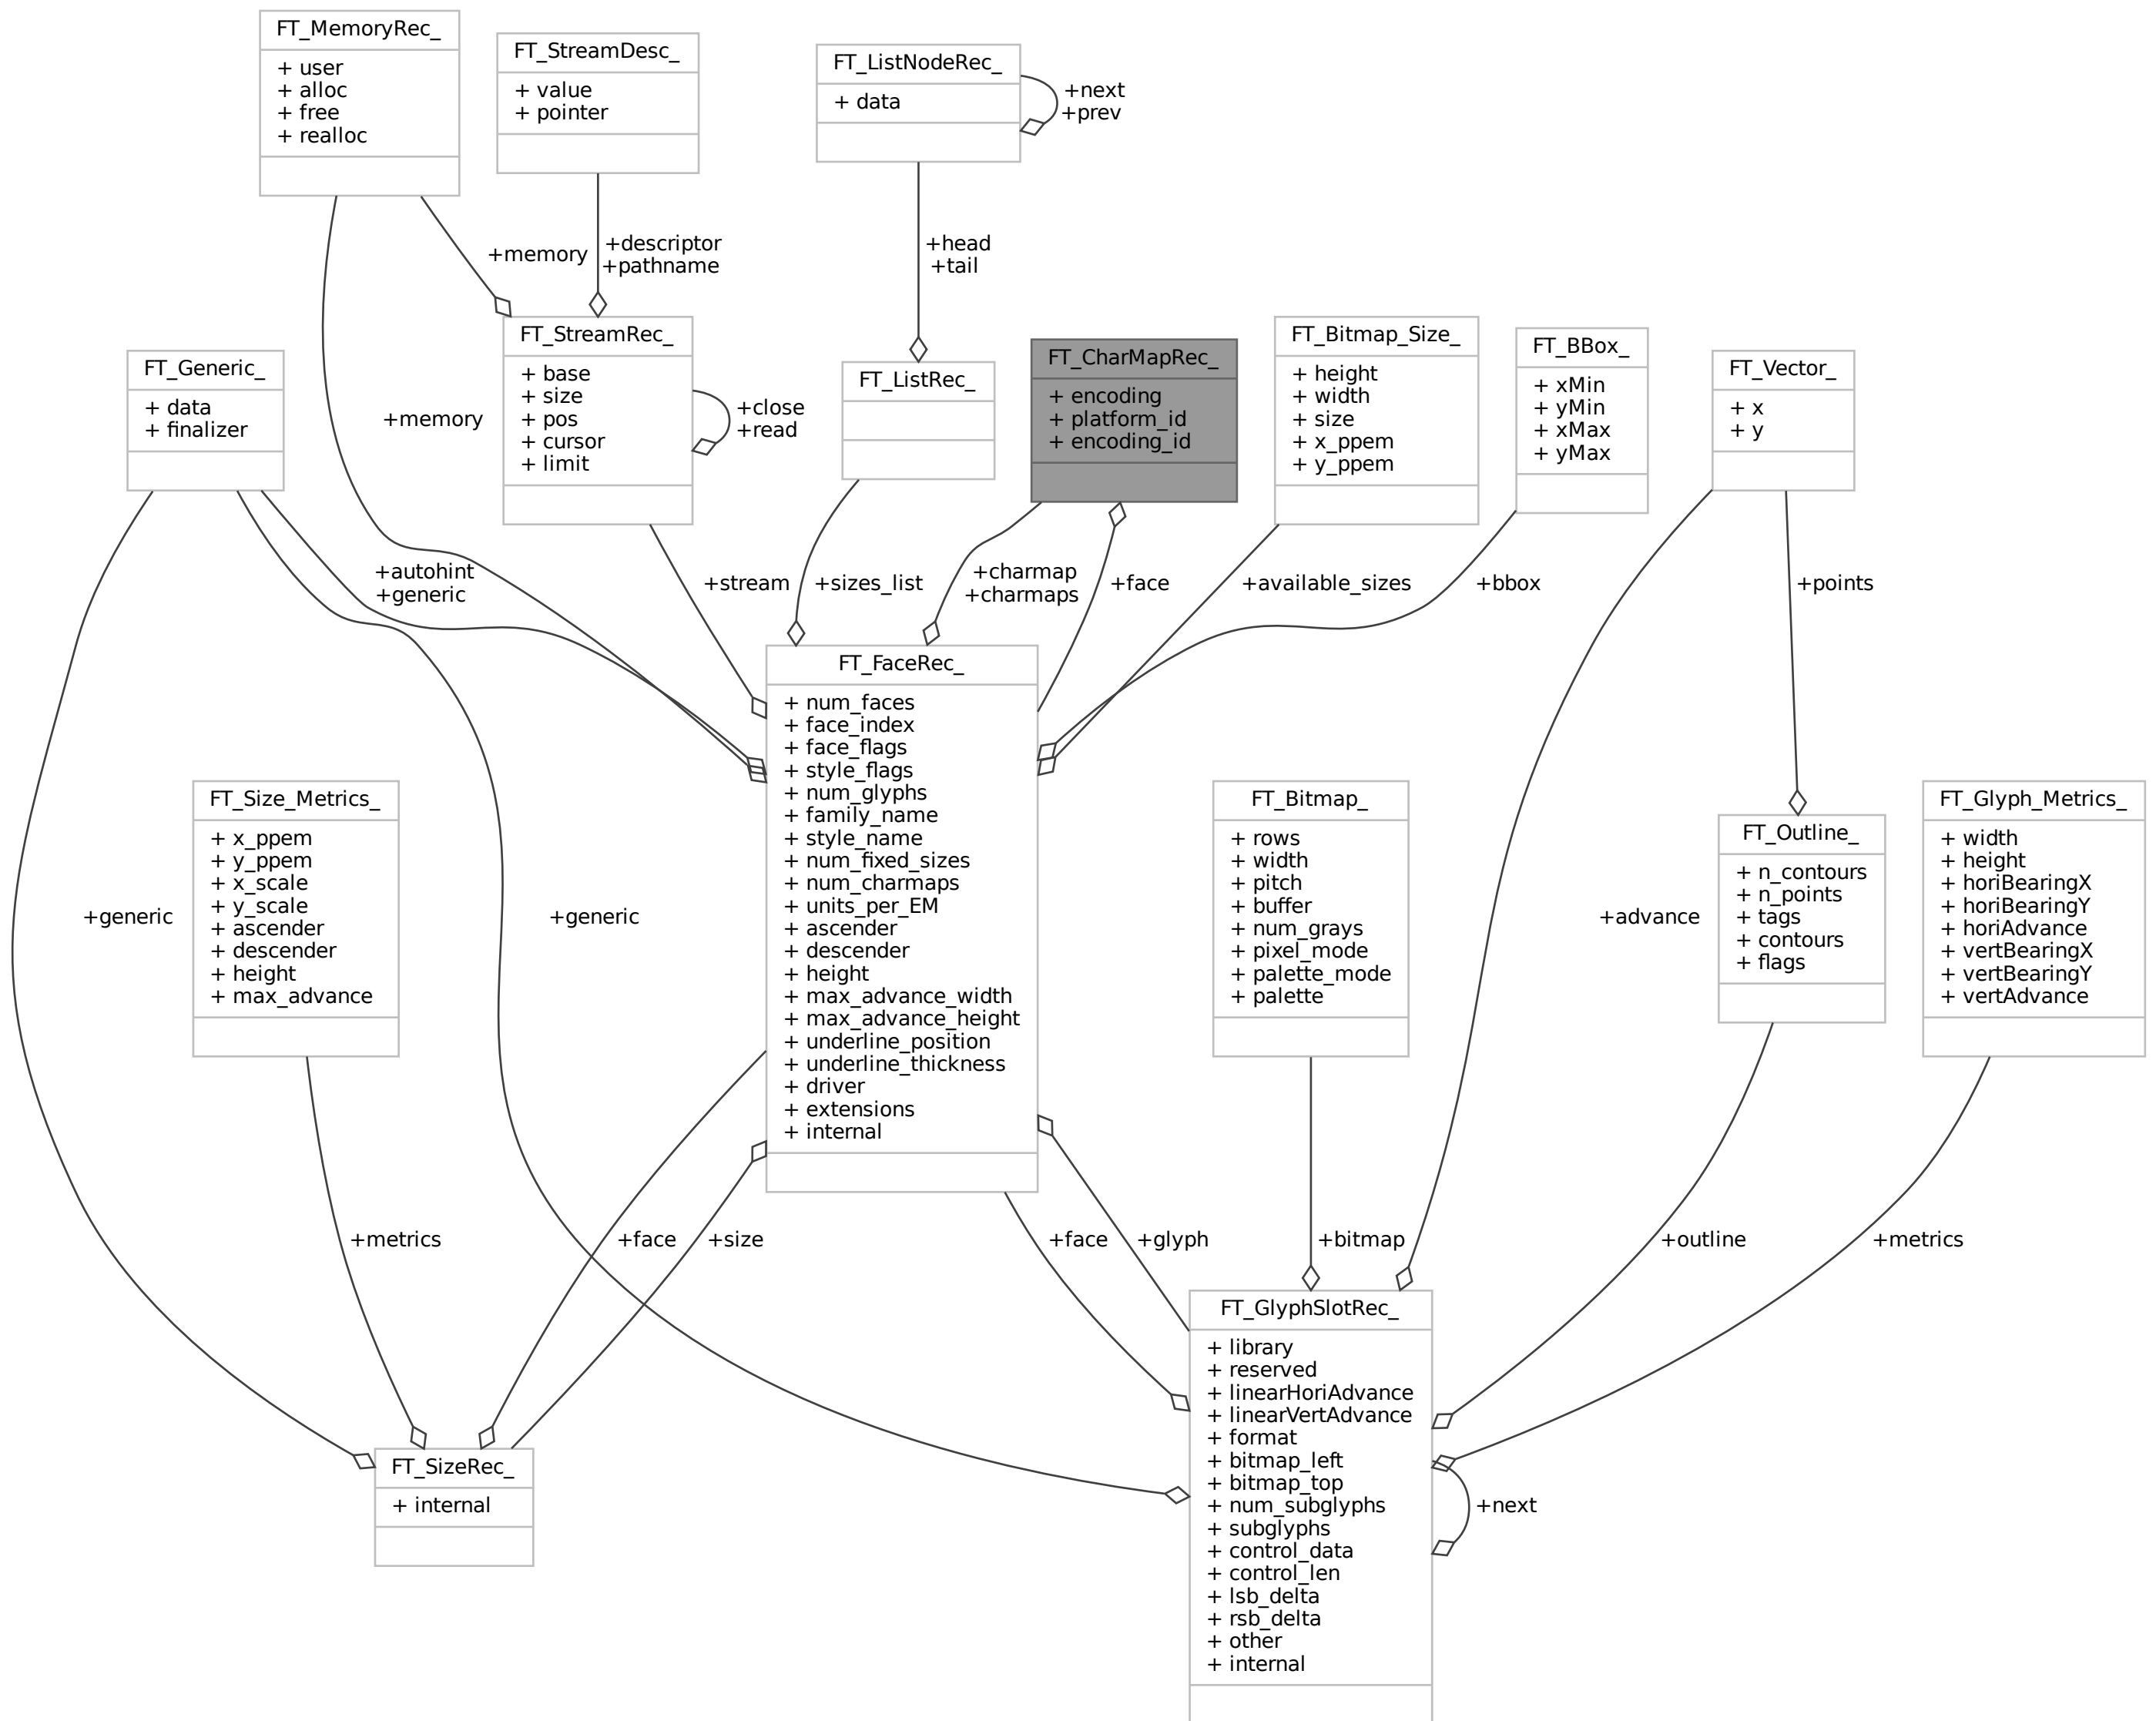 FT_MemoryRec_
+ user
+ alloc
+ free
+ realloc
FT_StreamDesc_
+ value
+ pointer
FT_ListNodeRec_
+ data
+next
+prev
+memory
+descriptor
+pathname
+head
+tail
FT_Generic_
+ data
+ finalizer
+memory
FT_StreamRec_
+ base
+ size
+ pos
+ cursor
+ limit
+close
+read
FT_ListRec_
FT_CharMapRec_
+ encoding
+ platform_id
+ encoding_id
FT_Bitmap_Size_
+ height
+ width
+ size
+ x_ppem
+ y_ppem
FT_BBox_
+ xMin
+ yMin
+ xMax
+ yMax
FT_Vector_
+ x
+ y
+autohint
+generic
+stream
+sizes_list
+charmap
+charmaps
+face
+available_sizes
+bbox
+points
FT_Size_Metrics_
+ x_ppem
+ y_ppem
+ x_scale
+ y_scale
+ ascender
+ descender
+ height
+ max_advance
+generic
+generic
FT_FaceRec_
+ num_faces
+ face_index
+ face_flags
+ style_flags
+ num_glyphs
+ family_name
+ style_name
+ num_fixed_sizes
+ num_charmaps
+ units_per_EM
+ ascender
+ descender
+ height
+ max_advance_width
+ max_advance_height
+ underline_position
+ underline_thickness
+ driver
+ extensions
+ internal
FT_Bitmap_
+ rows
+ width
+ pitch
+ buffer
+ num_grays
+ pixel_mode
+ palette_mode
+ palette
+advance
FT_Outline_
+ n_contours
+ n_points
+ tags
+ contours
+ flags
FT_Glyph_Metrics_
+ width
+ height
+ horiBearingX
+ horiBearingY
+ horiAdvance
+ vertBearingX
+ vertBearingY
+ vertAdvance
+metrics
+face
+size
+face
+glyph
+bitmap
+outline
+metrics
FT_SizeRec_
+ internal
FT_GlyphSlotRec_
+ library
+ reserved
+ linearHoriAdvance
+ linearVertAdvance
+ format
+ bitmap_left
+ bitmap_top
+ num_subglyphs
+ subglyphs
+ control_data
+ control_len
+ lsb_delta
+ rsb_delta
+ other
+ internal
+next